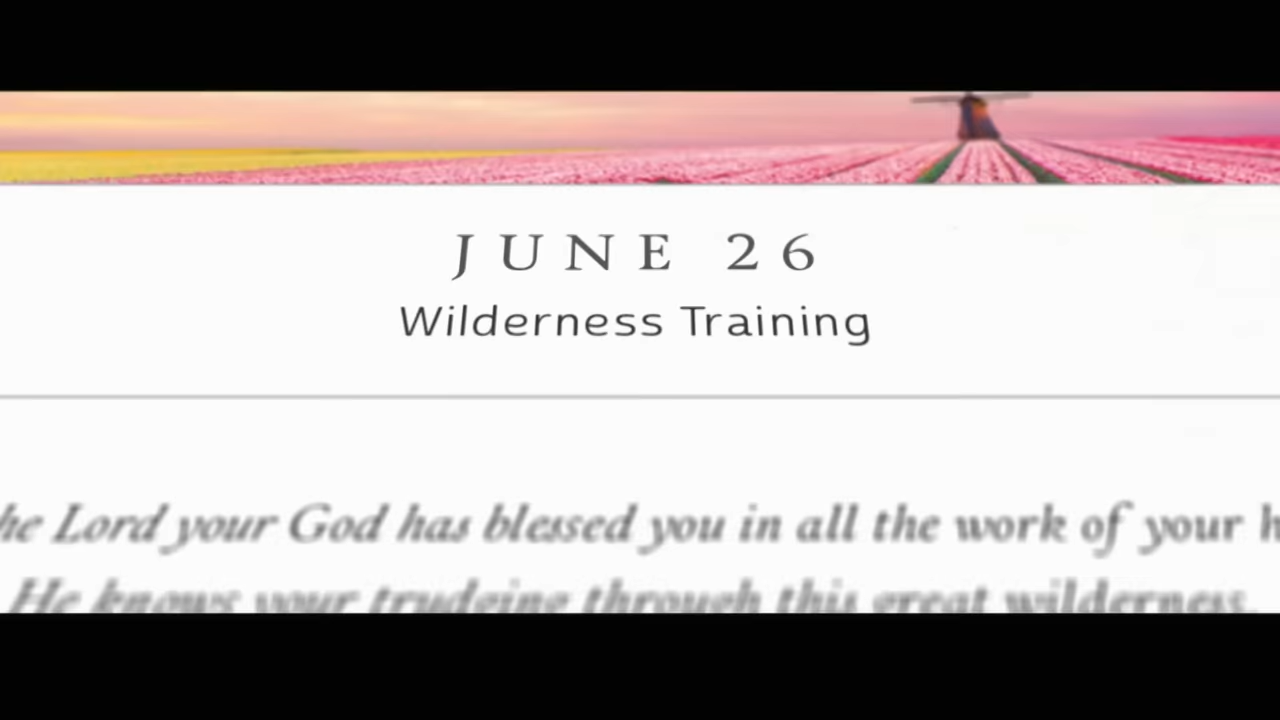 JUNE 26
Wilderness Training
he Lord your God has blessed you in all the work of your h
He knows your trudging through this great wilderness.